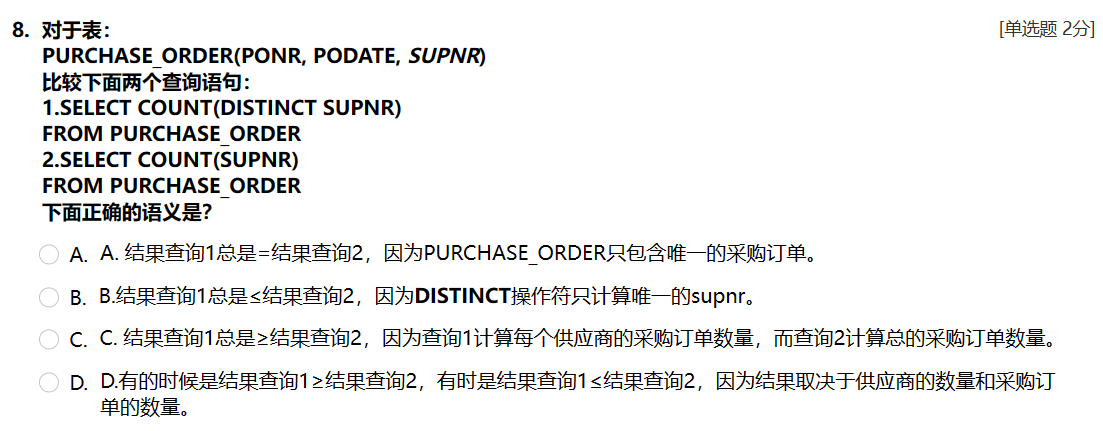 8. 对于表： [单选题 2分]
PURCHASE_ORDER(PONR, PODATE, SUPNR)
比较下面两个查询语句：
1.SELECT COUNT(DISTINCT SUPNR)
FROM PURCHASE_ORDER
2.SELECT COUNT(SUPNR)
FROM PURCHASE_ORDER
下面正确的语义是？
A. A. 结果查询1总是=结果查询2，因为PURCHASE_ORDER只包含唯一的采购订单。
B. B.结果查询1总是≤结果查询2，因为DISTINCT操作符只计算唯一的supnr。
C. C. 结果查询1总是≥结果查询2，因为查询1计算每个供应商的采购订单数量，而查询2计算总的采购订单数量。
D. D.有的时候是结果查询1≥结果查询2，有时是结果查询1≤结果查询2，因为结果取决于供应商的数量和采购订
单的数量。